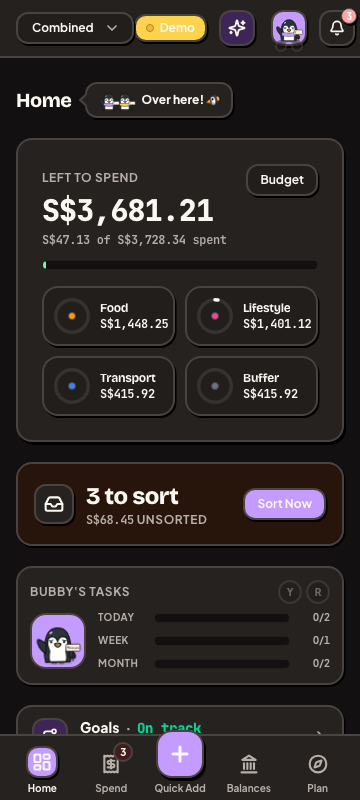 Combined
Demo
3
Home
Over here!
LEFT TO SPEND
Budget
S$3,681.21
S$47.13 of S$3,728.34 spent
Food
S$1,448.25
Lifestyle
S$1,401.12
Transport
S$415.92
Buffer
S$415.92
3 to sort
S$68.45 UNSORTED
Sort Now
BUBBY'S TASKS
Y R
TODAY 0/2
WEEK 0/1
MONTH 0/2
Goals · On track
3
Home
Spend
Quick Add
Balances
Plan